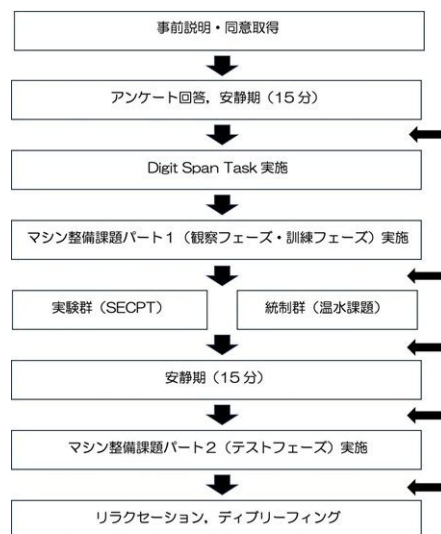 事前説明・同意取得
アンケート回答，安静期（15分）
Digit Span Task 実施
マシン整備課題パート１（観察フェーズ・訓練フェーズ）実施
実験群（SECPT）
統制群（温水課題）
安静期（15分）
マシン整備課題パート２（テストフェーズ）実施
リラクセーション，ディブリーフィング